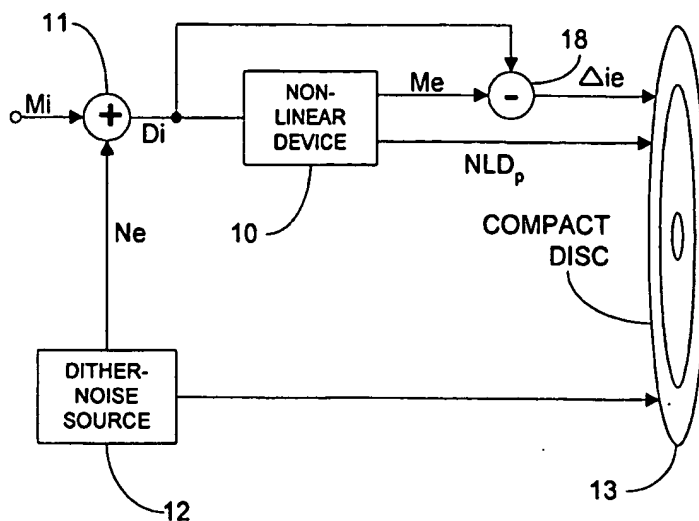 11
18
Mi
+
Di
NON-
LINEAR
DEVICE
Me
-
Δie
NLDp
10
Ne
COMPACT
DISC
DITHER-
NOISE
SOURCE
12
13